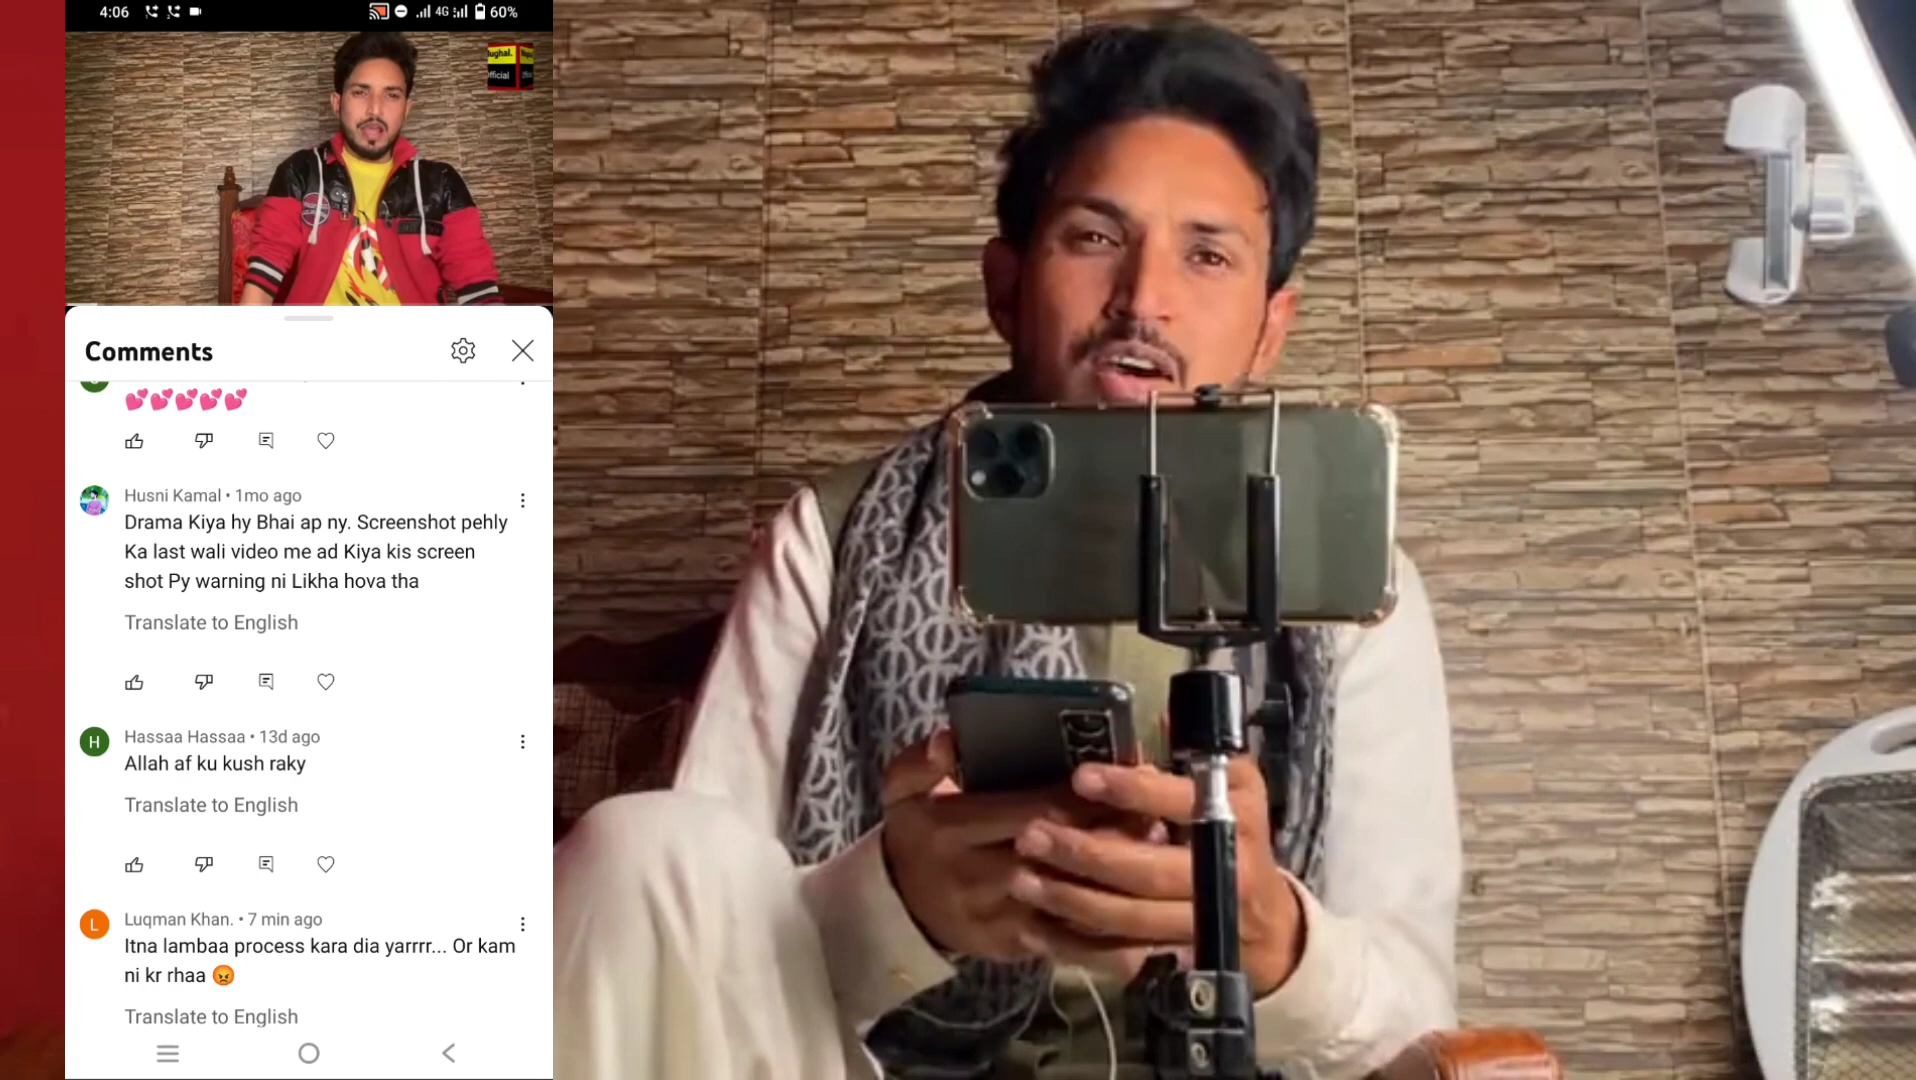 4:06
4G
60%
ughal.
fficial
Comments
💕💕💕💕💕
Husni Kamal • 1mo ago
Drama Kiya hy Bhai ap ny. Screenshot pehly
Ka last wali video me ad Kiya kis screen
shot Py warning ni Likha hova tha
Translate to English
H
Hassaa Hassaa • 13d ago
Allah af ku kush raky
Translate to English
L
Luqman Khan. • 7 min ago
Itna lambaa process kara dia yarrrr... Or kam
ni kr rhaa 😡
Translate to English